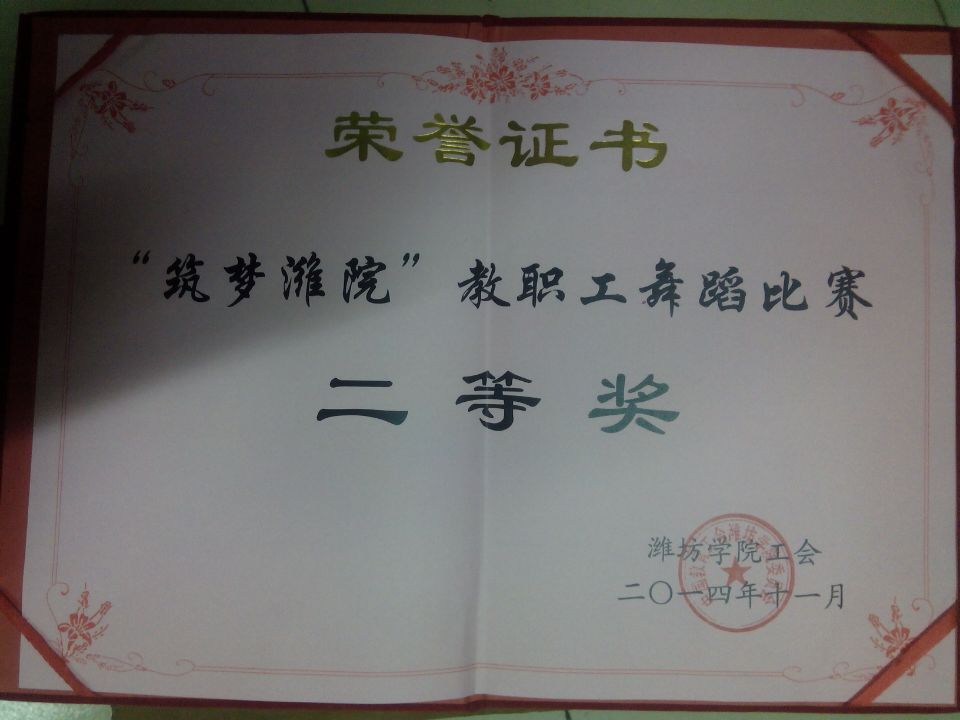 荣誉证书
“筑梦潍院”教职工舞蹈比赛
二等奖
潍坊学院工会
二〇一四年十一月